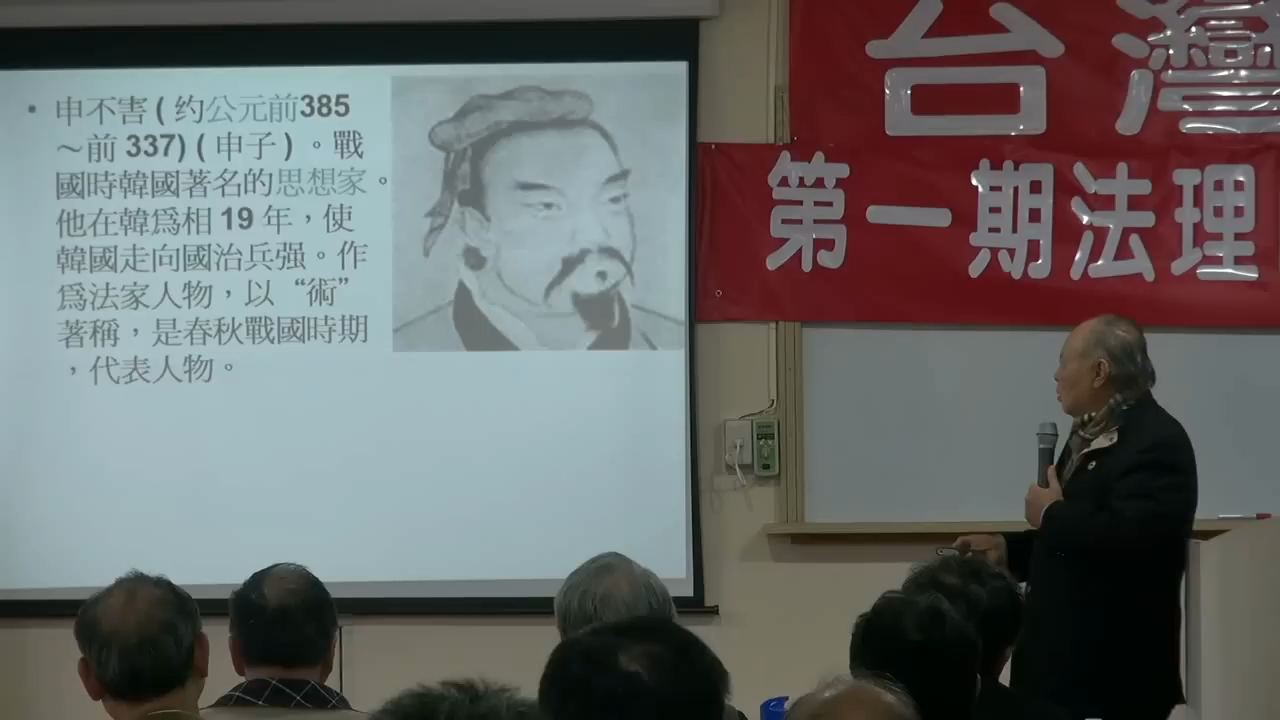 • 申不害 ( 约公元前385
～前 337) ( 申子 ) 。戰
國時韓國著名的思想家。
他在韓爲相 19 年，使
韓國走向國治兵强。作
爲法家人物，以“術”
著稱，是春秋戰國時期
，代表人物。
台灣
第一期法理